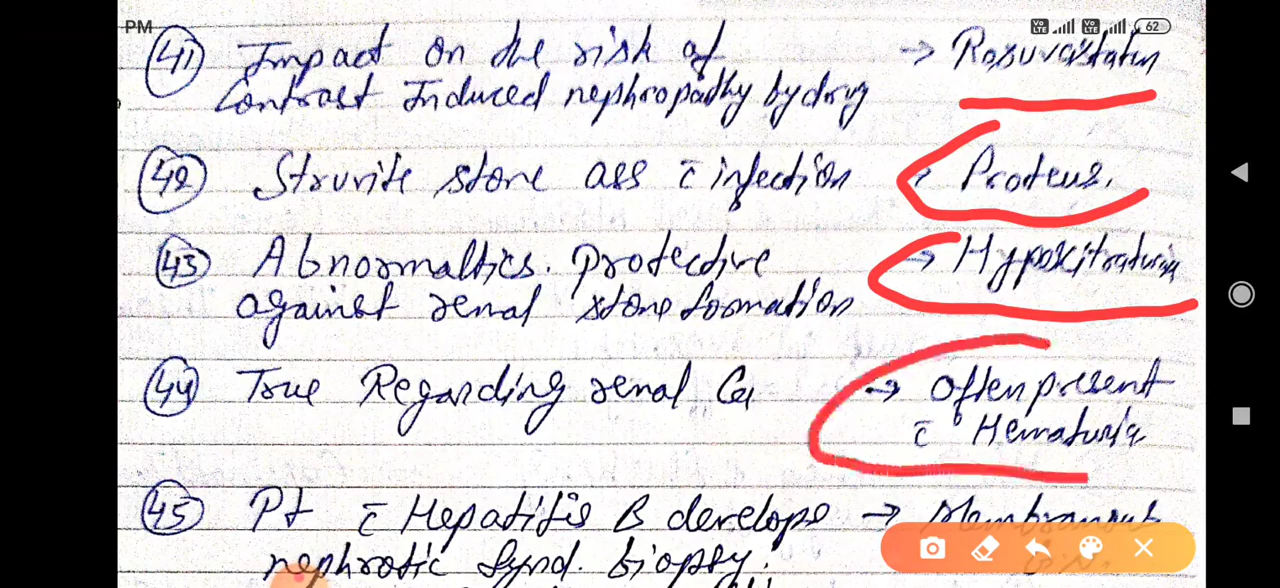 PM 62
(41) Impact on the risk of → Rosuvastatin
Contrast Induced nephropathy by drug
(42) Struvite stone ass c̄ infection → Proteus.
(43) Abnormaltics. protective → Hypocitraturia
against renal stone formation
(44) True Regarding renal Ca → Often present
c̄ Hematuria
(45) Pt c̄ Hepatitis B develops → Membranous
nephrotic Synd. biopsy.